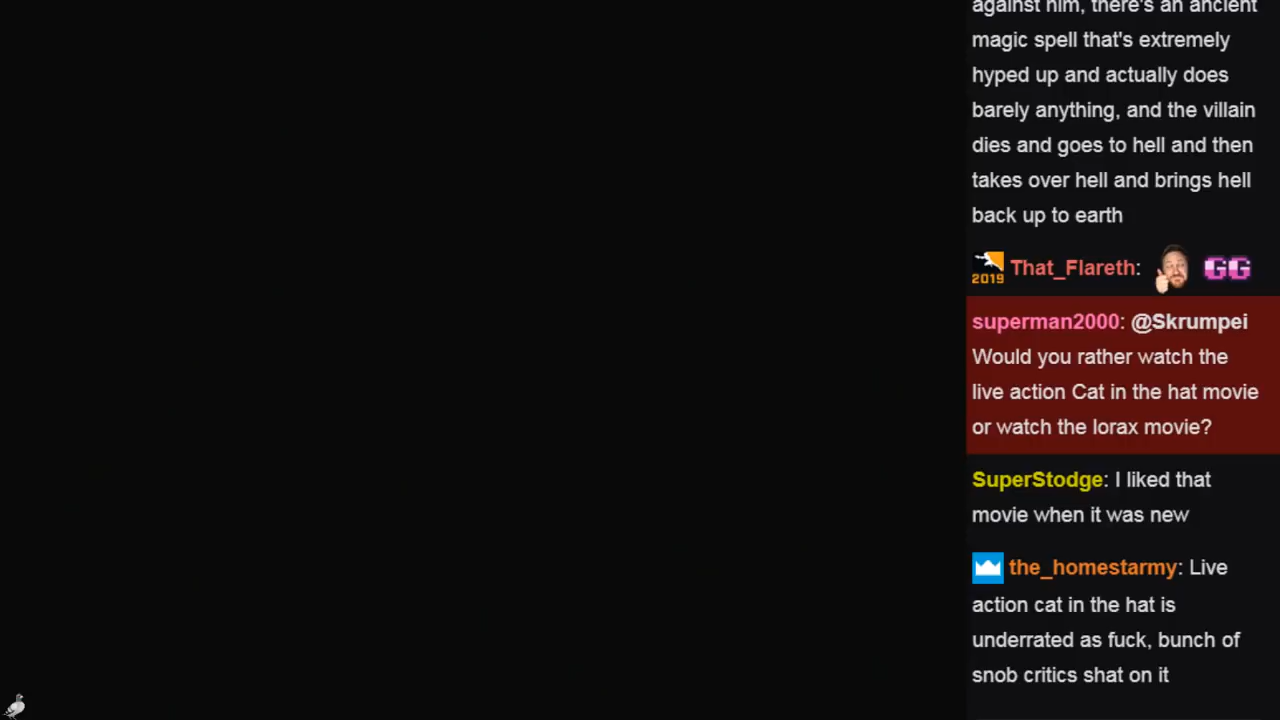 against him, there's an ancient
magic spell that's extremely
hyped up and actually does
barely anything, and the villain
dies and goes to hell and then
takes over hell and brings hell
back up to earth
2019 That_Flareth: GG
superman2000: @Skrumpei
Would you rather watch the
live action Cat in the hat movie
or watch the lorax movie?
SuperStodge: I liked that
movie when it was new
the_homestarmy: Live
action cat in the hat is
underrated as fuck, bunch of
snob critics shat on it